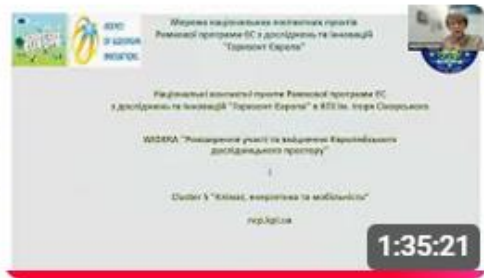 Мережа національних контактних пунктів
Рамкової програми ЄС з досліджень та інновацій
"Горизонт Європа"
Національні контактні пункти Рамкової програми ЄС
з досліджень та інновацій "Горизонт Європа" в КПІ ім. Ігоря Сікорського
WIDERA "Розширення участі та зміцнення Європейського
дослідницького простору"
і
Cluster 5 "Клімат, енергетика та мобільність"
ncp.kpi.ua
1:35:21